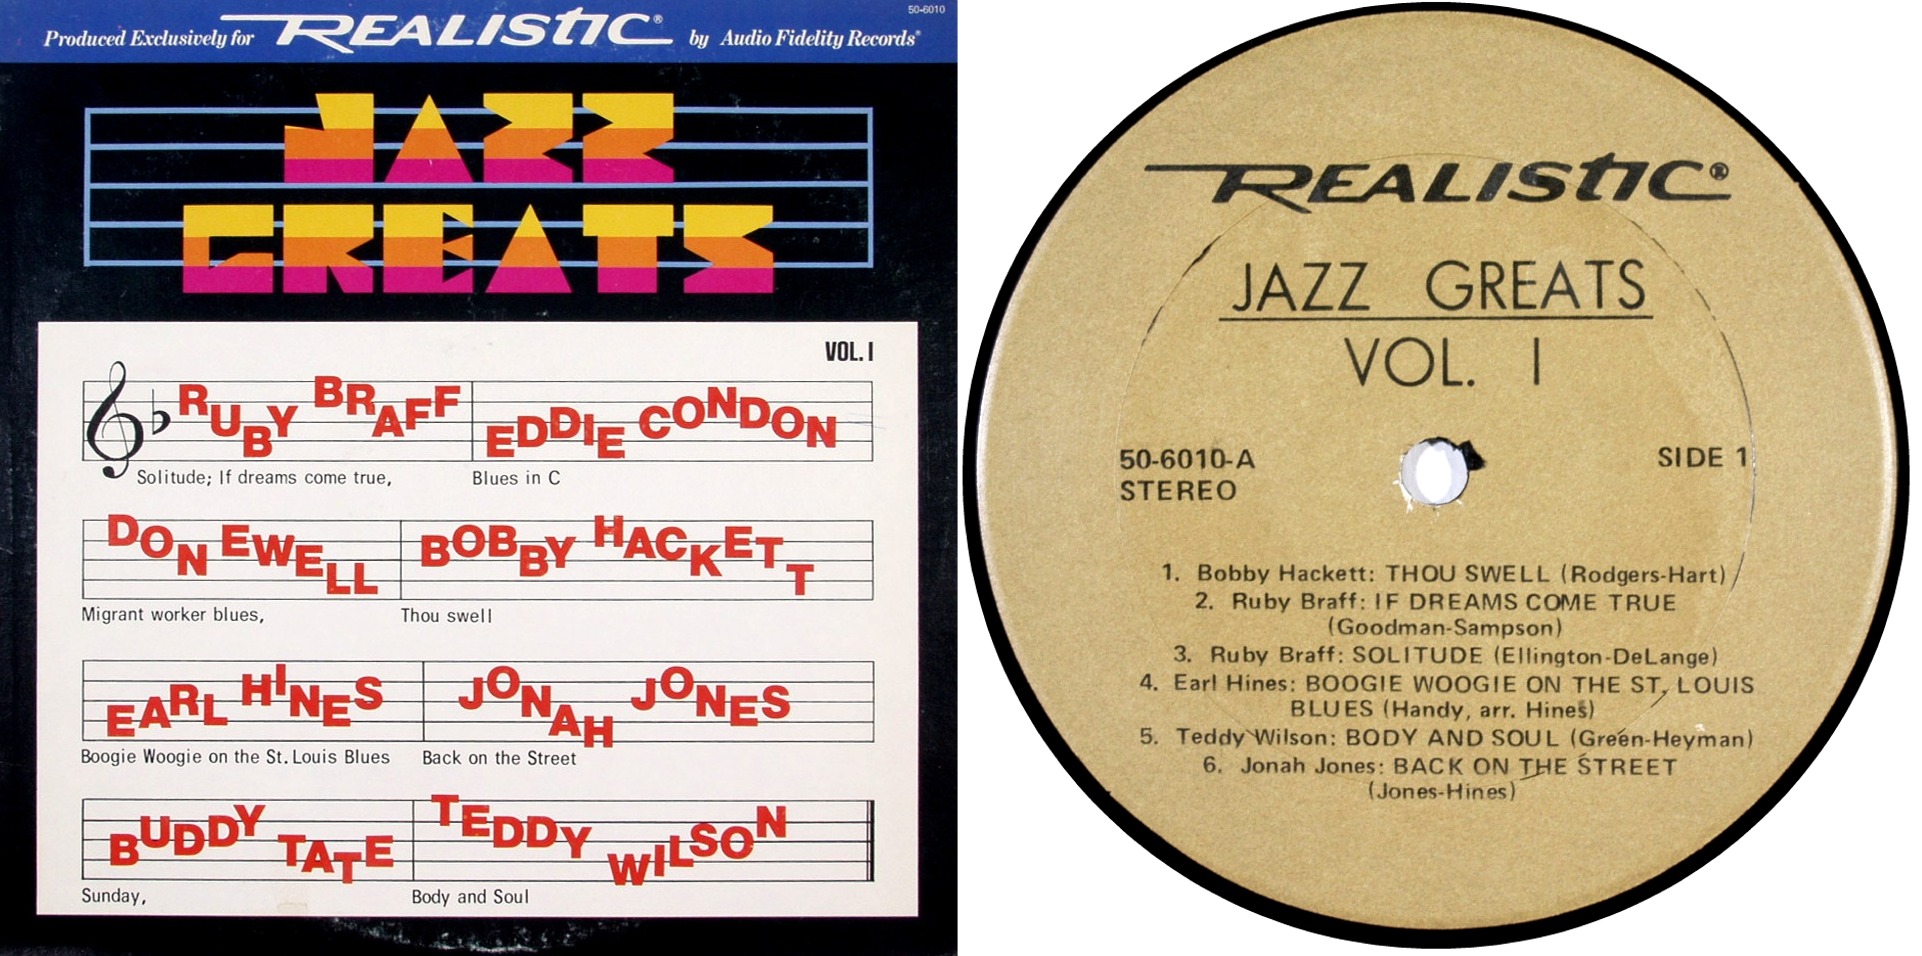 50-6010
Produced Exclusively for REALISTIC® by Audio Fidelity Records®
JAZZ
GREATS
VOL. I
RUBY BRAFF EDDIE CONDON
Solitude; If dreams come true, Blues in C
DON EWELL BOBBY HACKETT
Migrant worker blues, Thou swell
EARL HINES JONAH JONES
Boogie Woogie on the St. Louis Blues Back on the Street
BUDDY TATE TEDDY WILSON
Sunday, Body and Soul
REALISTIC®
JAZZ GREATS
VOL. I
50-6010-A SIDE 1
STEREO
1. Bobby Hackett: THOU SWELL (Rodgers-Hart)
2. Ruby Braff: IF DREAMS COME TRUE
(Goodman-Sampson)
3. Ruby Braff: SOLITUDE (Ellington-DeLange)
4. Earl Hines: BOOGIE WOOGIE ON THE ST. LOUIS
BLUES (Handy, arr. Hines)
5. Teddy Wilson: BODY AND SOUL (Green-Heyman)
6. Jonah Jones: BACK ON THE STREET
(Jones-Hines)